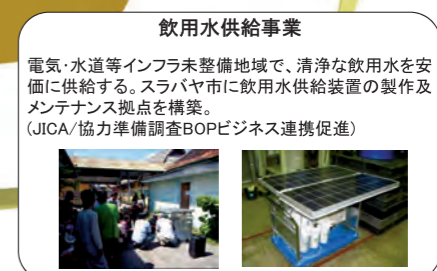 飲用水供給事業
電気・水道等インフラ未整備地域で、清浄な飲用水を安
価に供給する。スラバヤ市に飲用水供給装置の製作及
メンテナンス拠点を構築。
(JICA/協力準備調査BOPビジネス連携促進)